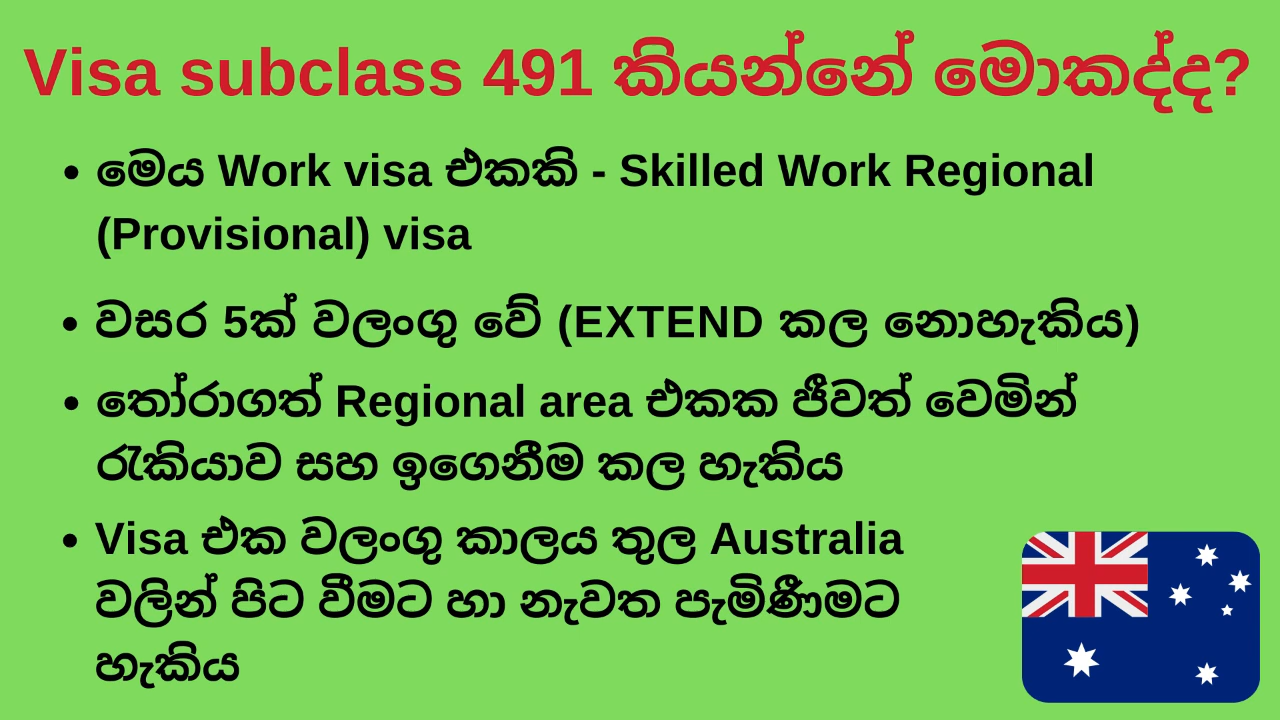 Visa subclass 491 කියන්නේ මොකද්ද?
• මෙය Work visa එකකි - Skilled Work Regional
(Provisional) visa
• වසර 5ක් වලංගු වේ (EXTEND කල නොහැකිය)
• තෝරාගත් Regional area එකක ජීවත් වෙමින්
රැකියාව සහ ඉගෙනීම කල හැකිය
• Visa එක වලංගු කාලය තුල Australia
වලින් පිට වීමට හා නැවත පැමිණීමට
හැකිය